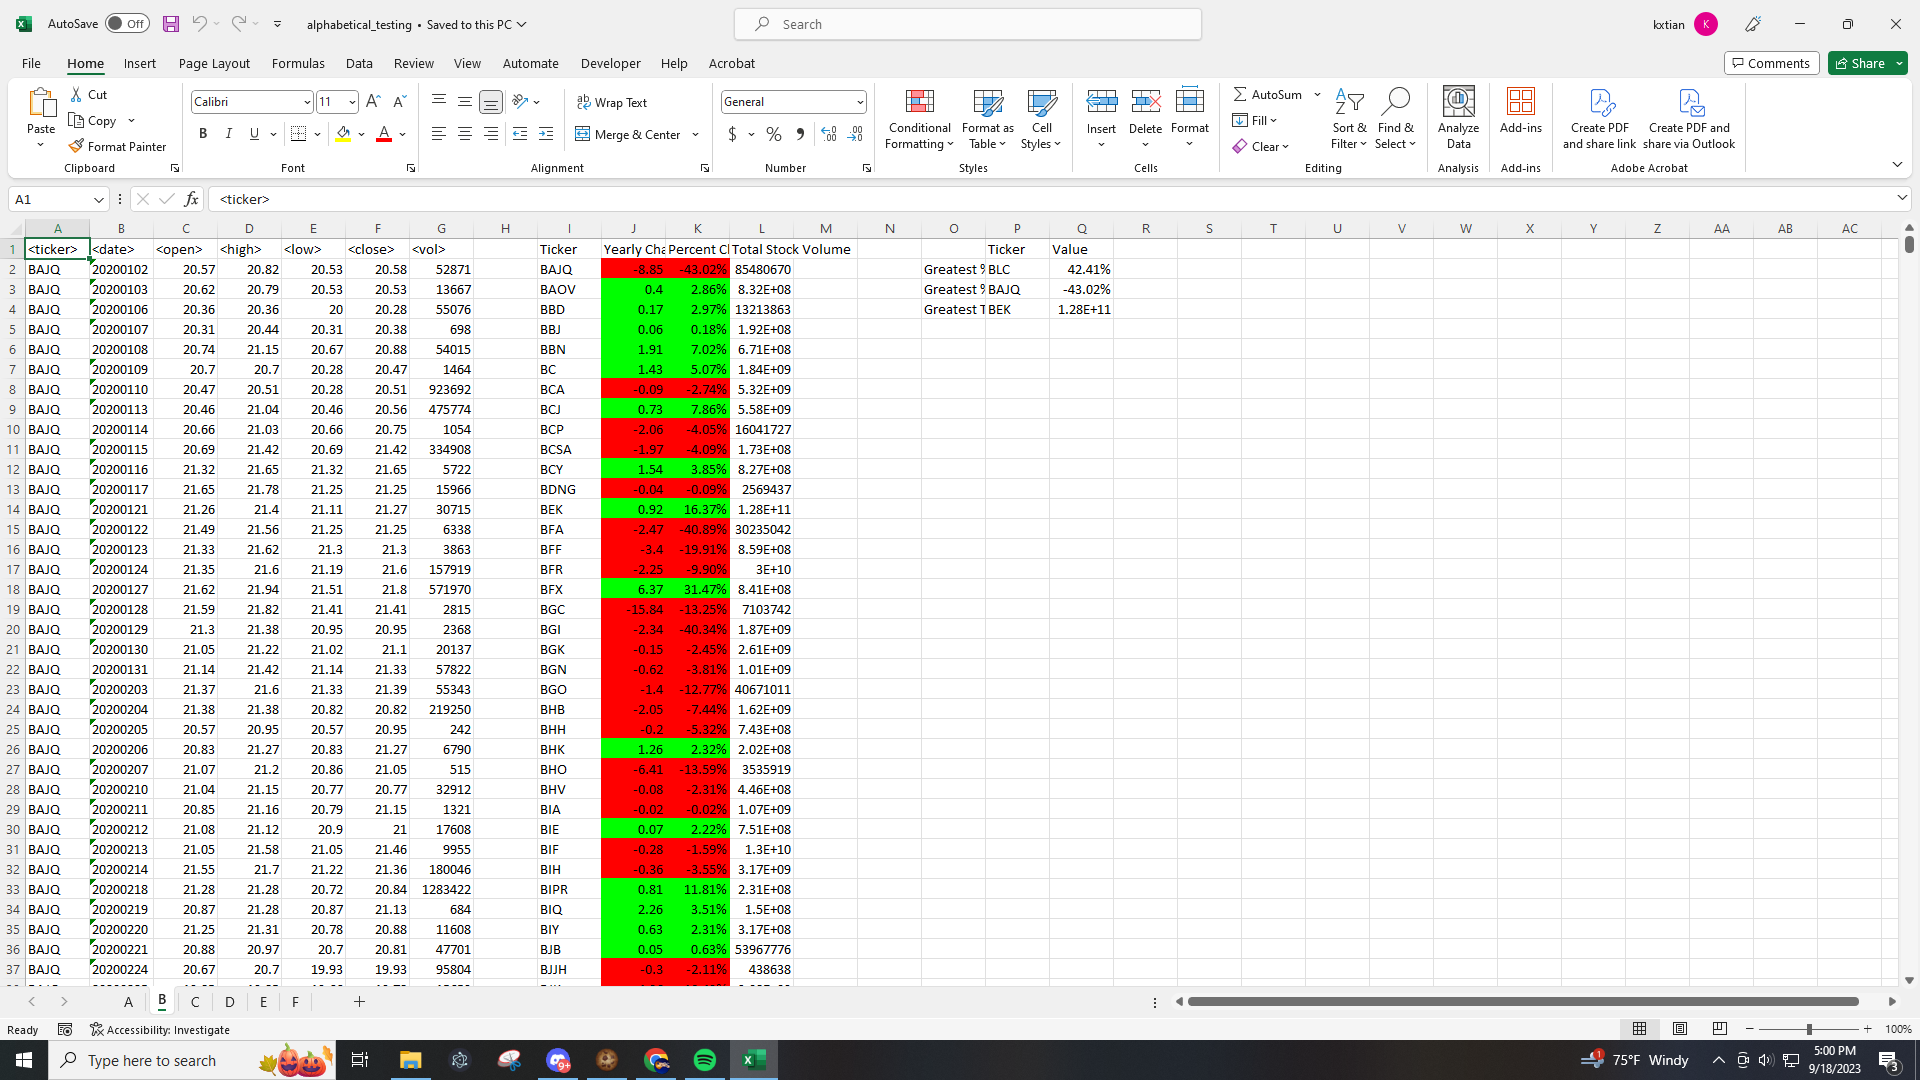 AutoSave Off alphabetical_testing • Saved to this PC Search kxtian K
File Home Insert Page Layout Formulas Data Review View Automate Developer Help Acrobat Comments Share
Paste Cut Copy Format Painter Clipboard
Calibri 11 B I U A Font
Wrap Text Merge & Center Alignment
General $ % Number
Conditional Formatting Format as Table Cell Styles Styles
Insert Delete Format Cells
AutoSum Fill Clear Sort & Filter Find & Select Editing
Analyze Data Analysis
Add-ins Add-ins
Create PDF and share link Create PDF and share via Outlook Adobe Acrobat
A1 fx <ticker>
A B C D E F G H I J K L M N O P Q R S T U V W X Y Z AA AB AC
1 <ticker> <date> <open> <high> <low> <close> <vol> Ticker Yearly Cha Percent Cl Total Stock Volume Ticker Value
2 BAJQ 20200102 20.57 20.82 20.53 20.58 52871 BAJQ -8.85 -43.02% 85480670 Greatest % BLC 42.41%
3 BAJQ 20200103 20.62 20.79 20.53 20.53 13667 BAOV 0.4 2.86% 8.32E+08 Greatest % BAJQ -43.02%
4 BAJQ 20200106 20.36 20.36 20 20.28 55076 BBD 0.17 2.97% 13213863 Greatest T BEK 1.28E+11
5 BAJQ 20200107 20.31 20.44 20.31 20.38 698 BBJ 0.06 0.18% 1.92E+08
6 BAJQ 20200108 20.74 21.15 20.67 20.88 54015 BBN 1.91 7.02% 6.71E+08
7 BAJQ 20200109 20.7 20.7 20.28 20.47 1464 BC 1.43 5.07% 1.84E+09
8 BAJQ 20200110 20.47 20.51 20.28 20.51 923692 BCA -0.09 -2.74% 5.32E+09
9 BAJQ 20200113 20.46 21.04 20.46 20.56 475774 BCJ 0.73 7.86% 5.58E+09
10 BAJQ 20200114 20.66 21.03 20.66 20.75 1054 BCP -2.06 -4.05% 16041727
11 BAJQ 20200115 20.69 21.42 20.69 21.42 334908 BCSA -1.97 -4.09% 1.73E+08
12 BAJQ 20200116 21.32 21.65 21.32 21.65 5722 BCY 1.54 3.85% 8.27E+08
13 BAJQ 20200117 21.65 21.78 21.25 21.25 15966 BDNG -0.04 -0.09% 2569437
14 BAJQ 20200121 21.26 21.4 21.11 21.27 30715 BEK 0.92 16.37% 1.28E+11
15 BAJQ 20200122 21.49 21.56 21.25 21.25 6338 BFA -2.47 -40.89% 30235042
16 BAJQ 20200123 21.33 21.62 21.3 21.3 3863 BFF -3.4 -19.91% 8.59E+08
17 BAJQ 20200124 21.35 21.6 21.19 21.6 157919 BFR -2.25 -9.90% 3E+10
18 BAJQ 20200127 21.62 21.94 21.51 21.8 571970 BFX 6.37 31.47% 8.41E+08
19 BAJQ 20200128 21.59 21.82 21.41 21.41 2815 BGC -15.84 -13.25% 7103742
20 BAJQ 20200129 21.3 21.38 20.95 20.95 2368 BGI -2.34 -40.34% 1.87E+09
21 BAJQ 20200130 21.05 21.22 21.02 21.1 20137 BGK -0.15 -2.45% 2.61E+09
22 BAJQ 20200131 21.14 21.42 21.14 21.33 57822 BGN -0.62 -3.81% 1.01E+09
23 BAJQ 20200203 21.37 21.6 21.33 21.39 55343 BGO -1.4 -12.77% 40671011
24 BAJQ 20200204 21.38 21.38 20.82 20.82 219250 BHB -2.05 -7.44% 1.62E+09
25 BAJQ 20200205 20.57 20.95 20.57 20.95 242 BHH -0.2 -5.32% 7.43E+08
26 BAJQ 20200206 20.83 21.27 20.83 21.27 6790 BHK 1.26 2.32% 2.02E+08
27 BAJQ 20200207 21.07 21.2 20.86 21.05 515 BHO -6.41 -13.59% 3535919
28 BAJQ 20200210 21.04 21.15 20.77 20.77 32912 BHV -0.08 -2.31% 4.46E+08
29 BAJQ 20200211 20.85 21.16 20.79 21.15 1321 BIA -0.02 -0.02% 1.07E+09
30 BAJQ 20200212 21.08 21.12 20.9 21 17608 BIE 0.07 2.22% 7.51E+08
31 BAJQ 20200213 21.05 21.58 21.05 21.46 9955 BIF -0.28 -1.59% 1.3E+10
32 BAJQ 20200214 21.55 21.7 21.22 21.36 180046 BIH -0.36 -3.55% 3.17E+09
33 BAJQ 20200218 21.28 21.28 20.72 20.84 1283422 BIPR 0.81 11.81% 2.31E+08
34 BAJQ 20200219 20.87 21.28 20.87 21.13 684 BIQ 2.26 3.51% 1.5E+08
35 BAJQ 20200220 21.25 21.31 20.78 20.88 11608 BIY 0.63 2.31% 3.17E+08
36 BAJQ 20200221 20.88 20.97 20.7 20.81 47701 BJB 0.05 0.63% 53967776
37 BAJQ 20200224 20.67 20.7 19.93 19.93 95804 BJJH -0.3 -2.11% 438638
A B C D E F
Ready Accessibility: Investigate 100%
Type here to search 9+ 1 75°F Windy 5:00 PM 9/18/2023 3